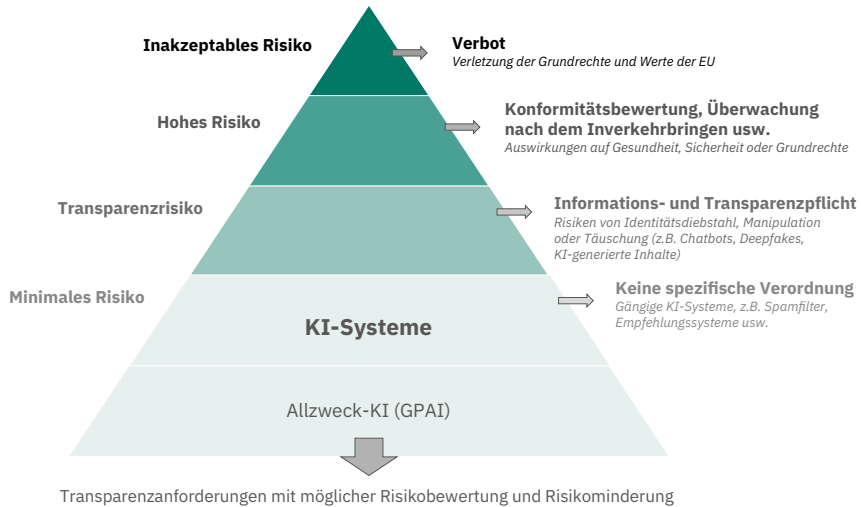 Inakzeptables Risiko
Verbot
Verletzung der Grundrechte und Werte der EU
Hohes Risiko
Konformitätsbewertung, Überwachung
nach dem Inverkehrbringen usw.
Auswirkungen auf Gesundheit, Sicherheit oder Grundrechte
Transparenzrisiko
Informations- und Transparenzpflicht
Risiken von Identitätsdiebstahl, Manipulation
oder Täuschung (z.B. Chatbots, Deepfakes,
KI-generierte Inhalte)
Minimales Risiko
Keine spezifische Verordnung
Gängige KI-Systeme, z.B. Spamfilter,
Empfehlungssysteme usw.
KI-Systeme
Allzweck-KI (GPAI)
Transparenzanforderungen mit möglicher Risikobewertung und Risikominderung